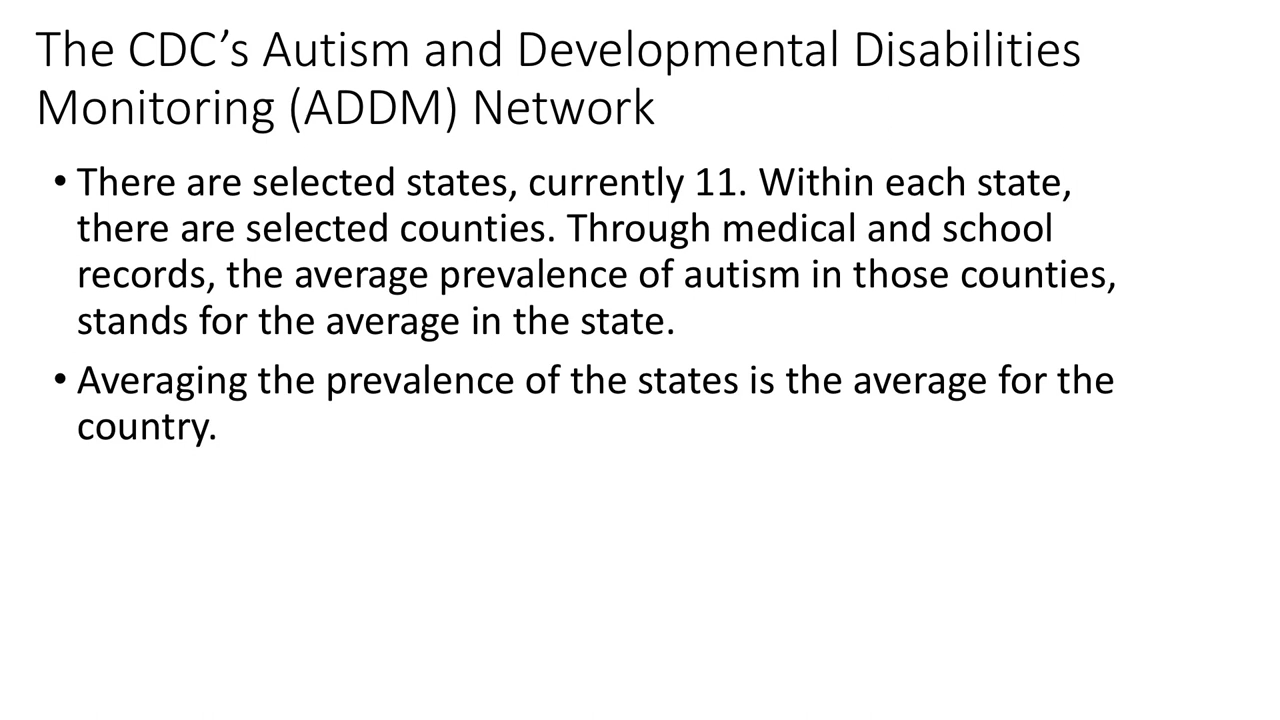 The CDC’s Autism and Developmental Disabilities
Monitoring (ADDM) Network
• There are selected states, currently 11. Within each state,
there are selected counties. Through medical and school
records, the average prevalence of autism in those counties,
stands for the average in the state.
• Averaging the prevalence of the states is the average for the
country.